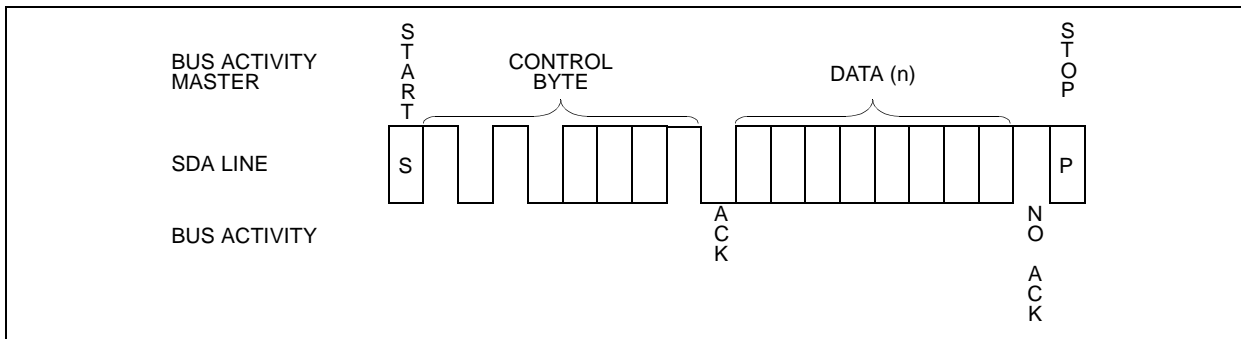 BUS ACTIVITY
MASTER
START
CONTROL
BYTE
DATA (n)
STOP
SDA LINE
S
P
BUS ACTIVITY
ACK
NO ACK